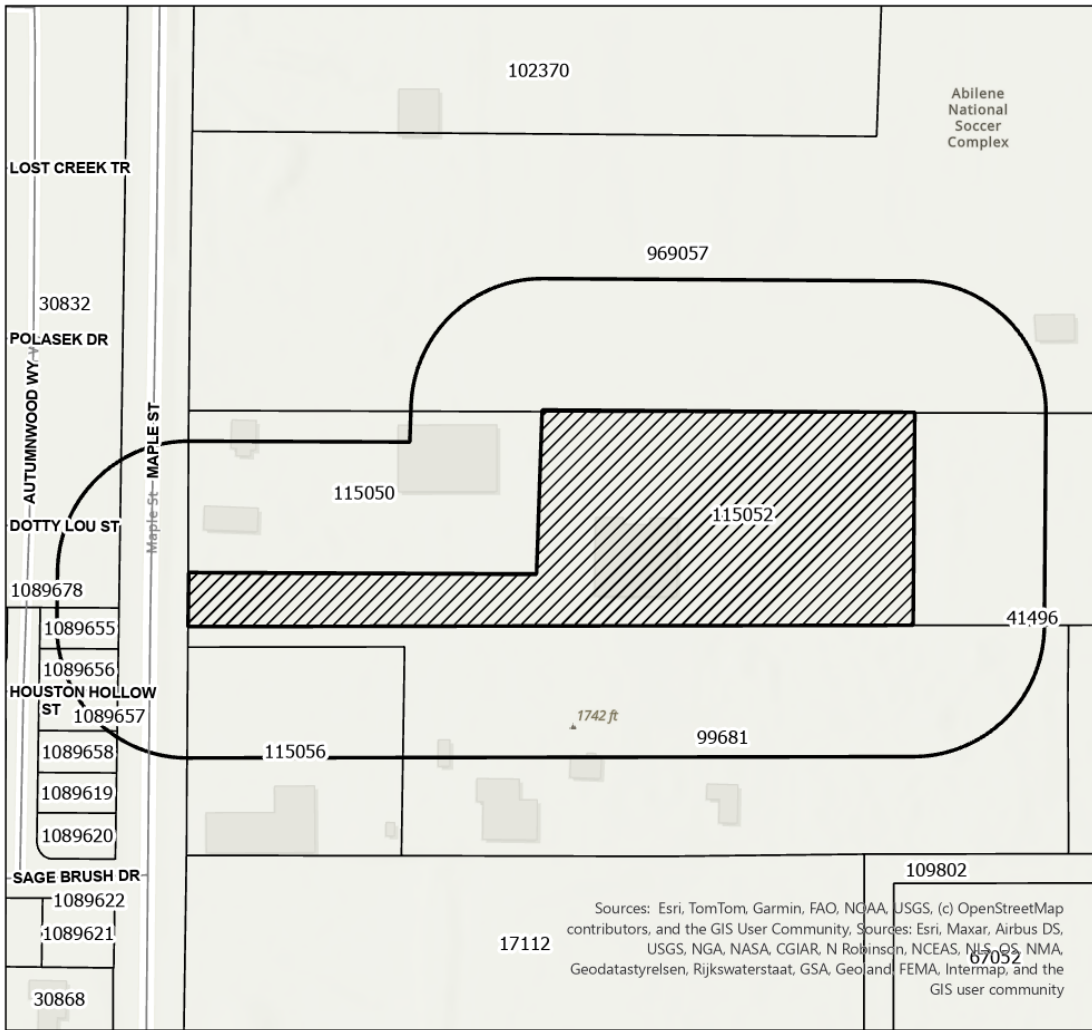 102370
Abilene
National
Soccer
Complex
LOST CREEK TR
969057
30832
POLASEK DR
AUTUMNWOOD WY
MAPLE ST
Maple St
115050
115052
DOTTY LOU ST
1089678
1089655
41496
1089656
HOUSTON HOLLOW
ST
1089657
1742 ft
99681
115056
1089658
1089619
1089620
SAGE BRUSH DR
109802
1089622
1089621
17112
67052
30868
Sources: Esri, TomTom, Garmin, FAO, NOAA, USGS, (c) OpenStreetMap
contributors, and the GIS User Community, Sources: Esri, Maxar, Airbus DS,
USGS, NGA, NASA, CGIAR, N Robinson, NCEAS, NLS, OS, NMA,
Geodatastyrelsen, Rijkswaterstaat, GSA, Geoland, FEMA, Intermap, and the
GIS user community